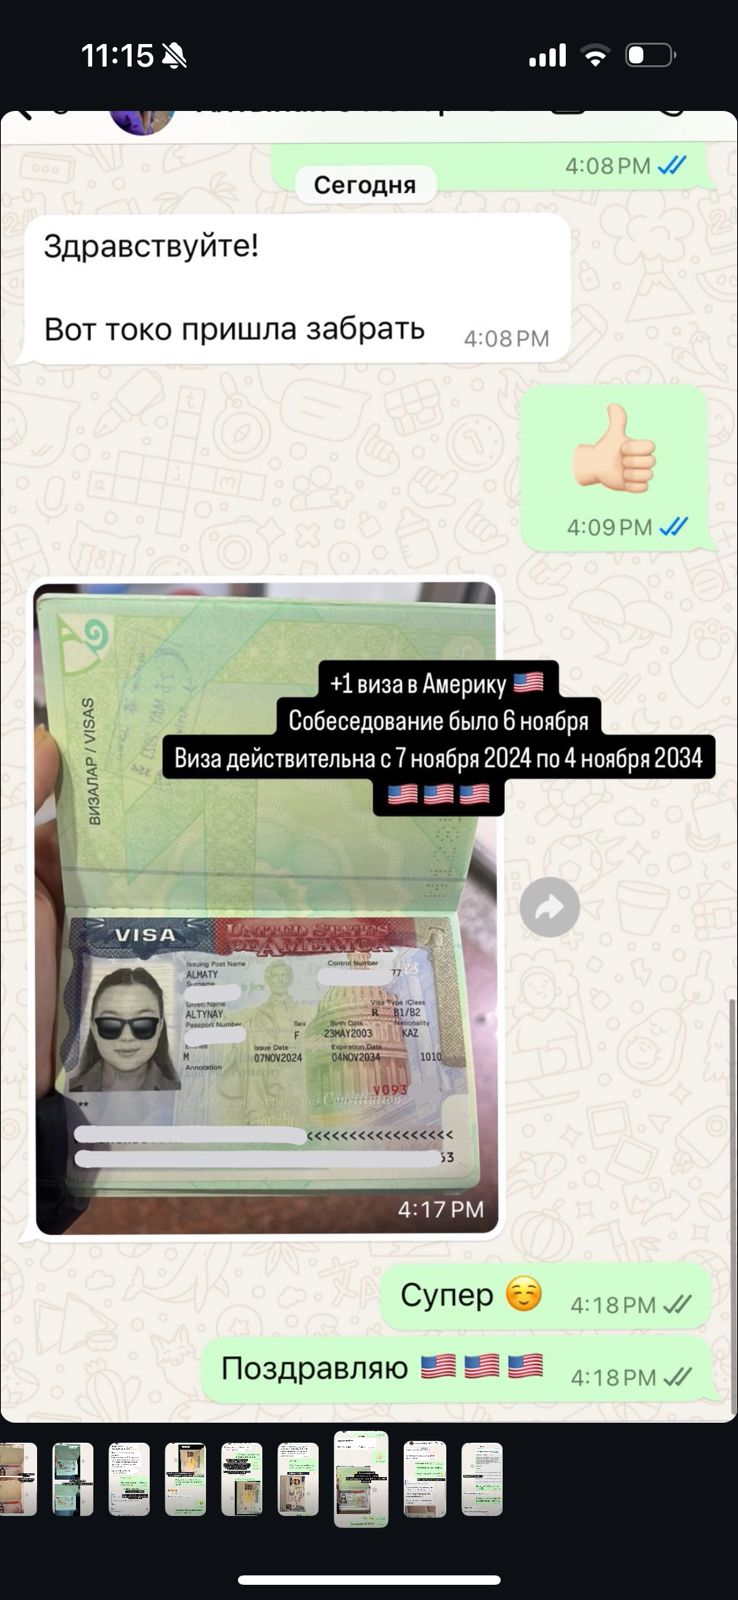 11:15
4:08 PM
Сегодня
Здравствуйте!
Вот токо пришла забрать
4:08 PM
4:09 PM
+1 виза в Америку 🇺🇸
Собеседование было 6 ноября
Виза действительна с 7 ноября 2024 по 4 ноября 2034
🇺🇸 🇺🇸 🇺🇸
ВИЗАЛАР / VISAS
VISA
UNITED STATES
OF AMERICA
Issuing Post Name
ALMATY
Control Number
77
Surname
Given Name
ALTYNAY
Visa Type /Class
R B1/B2
Passport Number
Sex
F
Birth Date
23MAY2003
Nationality
KAZ
Entries
M
Issue Date
07NOV2024
Expiration Date
04NOV2034
1010
Annotation
V093
Constitution
**
<<<<<<<<<<<<<<<<<<
63
4:17 PM
Супер ☺️
4:18 PM
Поздравляю 🇺🇸 🇺🇸 🇺🇸
4:18 PM